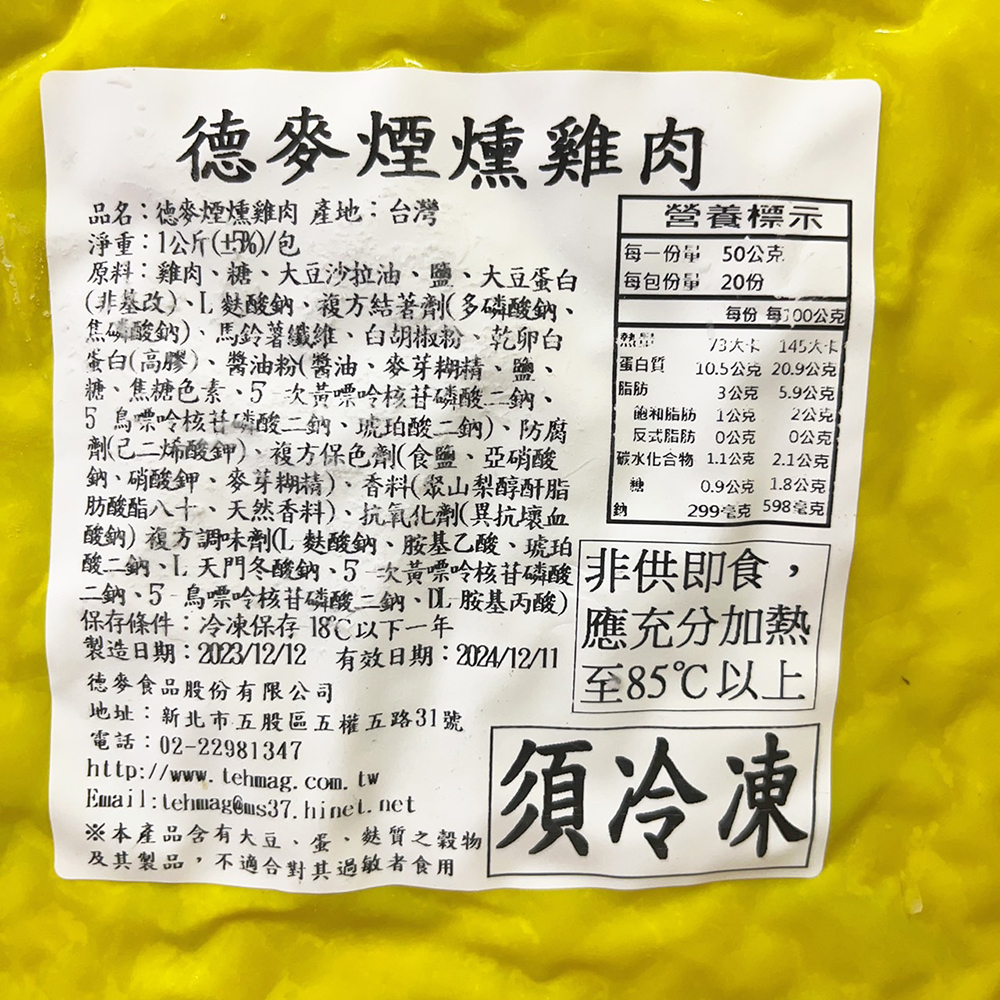 德麥煙燻雞肉
品名：德麥煙燻雞肉 產地：台灣
淨重：1公斤(±5%)/包
原料：雞肉、糖、大豆沙拉油、鹽、大豆蛋白
(非基改)、L 麩酸鈉、複方結著劑(多磷酸鈉、
焦磷酸鈉)、馬鈴薯纖維、白胡椒粉、乾卵白
蛋白(高膠)、醬油粉(醬油、麥芽糊精、鹽、
糖、焦糖色素、5 次黃嘌呤核苷磷酸二鈉、
5 鳥嘌呤核苷磷酸二鈉、琥珀酸二鈉)、防腐
劑(己二烯酸鉀)、複方保色劑(食鹽、亞硝酸
鈉、硝酸鉀、麥芽糊精)、香料(聚山梨醇酐脂
肪酸酯八十、天然香料)、抗氧化劑(異抗壞血
酸鈉) 複方調味劑(L 麩酸鈉、胺基乙酸、琥珀
酸二鈉、L 天門冬酸鈉、5 次黃嘌呤核苷磷酸
二鈉、5 鳥嘌呤核苷磷酸二鈉、DL 胺基丙酸)
保存條件：冷凍保存-18℃以下一年
製造日期：2023/12/12 有效日期：2024/12/11
德麥食品股份有限公司
地址：新北市五股區五權五路31號
電話：02-22981347
http://www.tehmag.com.tw
Email:tehmag@ms37.hinet.net
※本產品含有大豆、蛋、麩質之穀物
及其製品，不適合對其過敏者食用
營養標示
每一份量 50公克
每包份量 20份
每份 每100公克
熱量 73大卡 145大卡
蛋白質 10.5公克 20.9公克
脂肪 3公克 5.9公克
飽和脂肪 1公克 2公克
反式脂肪 0公克 0公克
碳水化合物 1.1公克 2.1公克
糖 0.9公克 1.8公克
鈉 299毫克 598毫克
非供即食，
應充分加熱
至85℃以上
須冷凍